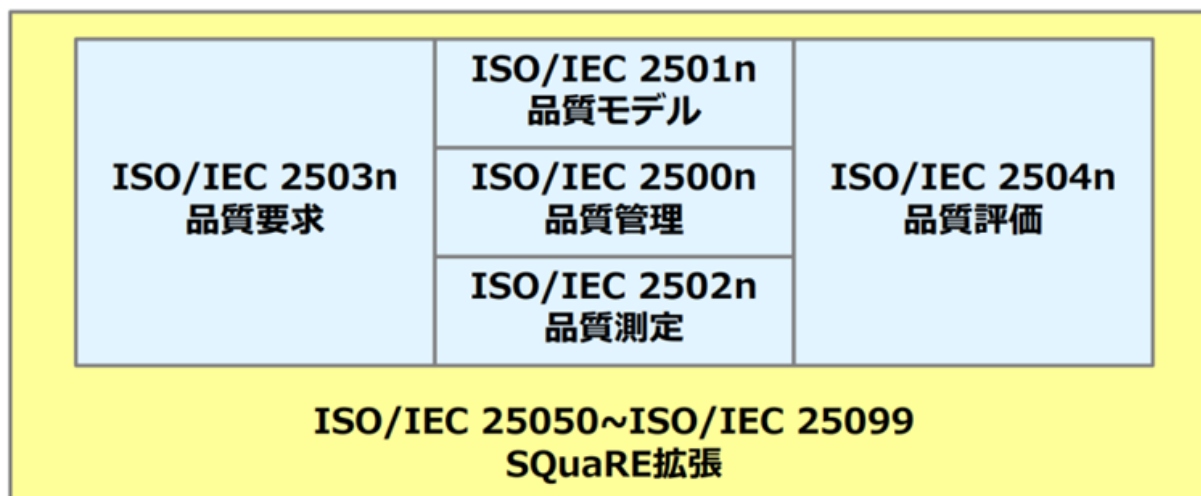 ISO/IEC 2503n
品質要求
ISO/IEC 2501n
品質モデル
ISO/IEC 2500n
品質管理
ISO/IEC 2502n
品質測定
ISO/IEC 2504n
品質評価
ISO/IEC 25050~ISO/IEC 25099
SQuaRE拡張